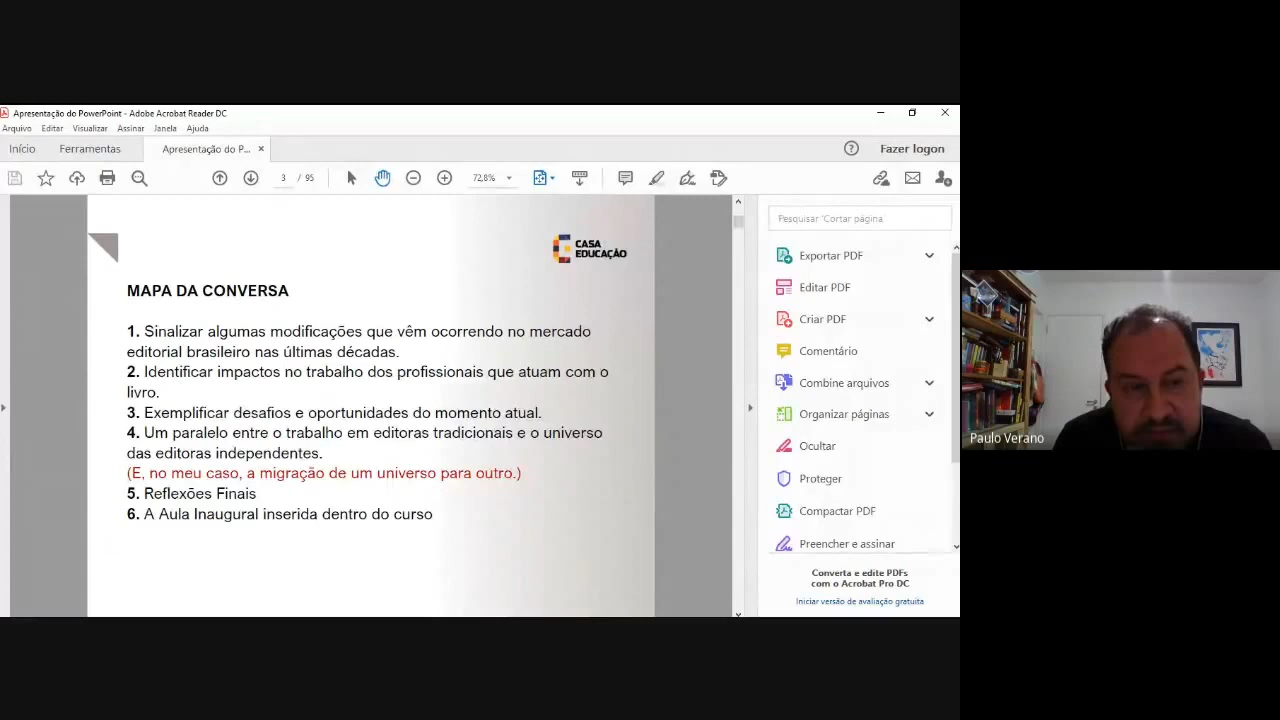 Apresentação do PowerPoint - Adobe Acrobat Reader DC
Arquivo Editar Visualizar Assinar Janela Ajuda
Início Ferramentas Apresentação do P... × Fazer logon
3 / 95 72,8%
CASA
EDUCAÇÃO
MAPA DA CONVERSA
1. Sinalizar algumas modificações que vêm ocorrendo no mercado
editorial brasileiro nas últimas décadas.
2. Identificar impactos no trabalho dos profissionais que atuam com o
livro.
3. Exemplificar desafios e oportunidades do momento atual.
4. Um paralelo entre o trabalho em editoras tradicionais e o universo
das editoras independentes.
(E, no meu caso, a migração de um universo para outro.)
5. Reflexões Finais
6. A Aula Inaugural inserida dentro do curso
Pesquisar 'Cortar página
Exportar PDF
Editar PDF
Criar PDF
Comentário
Combine arquivos
Organizar páginas
Ocultar
Proteger
Compactar PDF
Preencher e assinar
Converta e edite PDFs
com o Acrobat Pro DC
Iniciar versão de avaliação gratuita
Paulo Verano